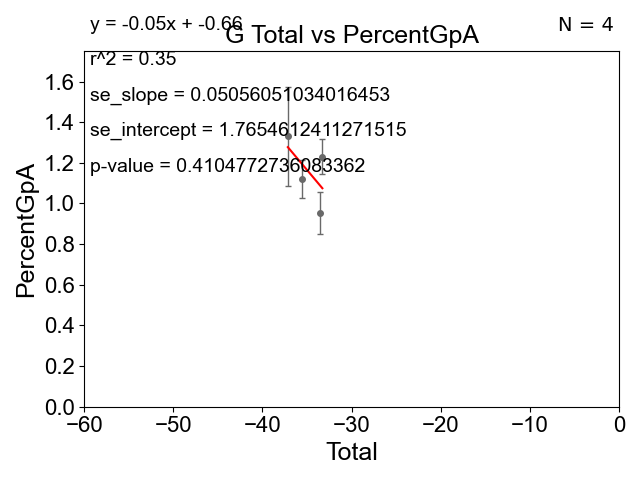 y = -0.05x + -0.66
N = 4
G Total vs PercentGpA
r^2 = 0.35
se_slope = 0.05056051034016453
se_intercept = 1.7654612411271515
p-value = 0.4104772736083362
PercentGpA
1.6
1.4
1.2
1.0
0.8
0.6
0.4
0.2
0.0
−60 −50 −40 −30 −20 −10 0
Total